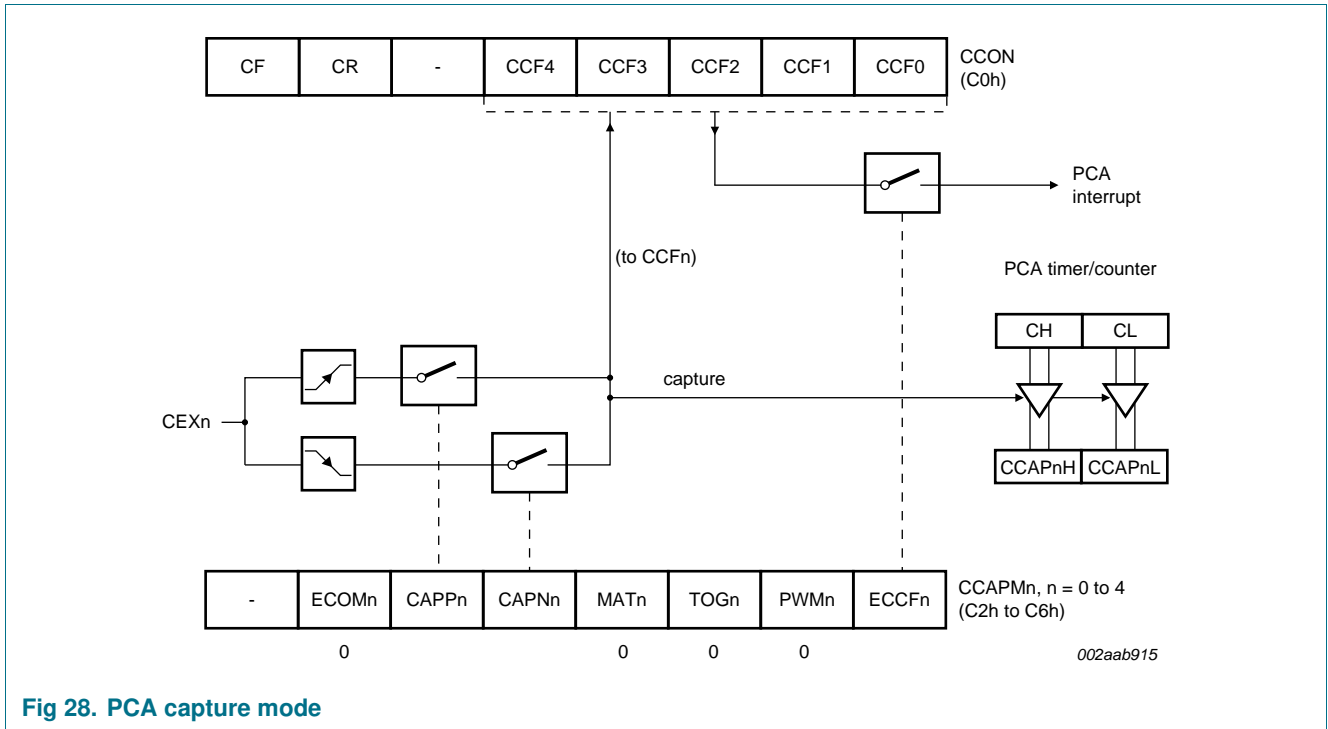 CF CR - CCF4 CCF3 CCF2 CCF1 CCF0
CCON
(C0h)
PCA
interrupt
(to CCFn)
PCA timer/counter
CH CL
capture
CEXn
CCAPnH CCAPnL
- ECOMn CAPPn CAPNn MATn TOGn PWMn ECCFn
CCAPMn, n = 0 to 4
(C2h to C6h)
0 0 0 0
002aab915
Fig 28. PCA capture mode